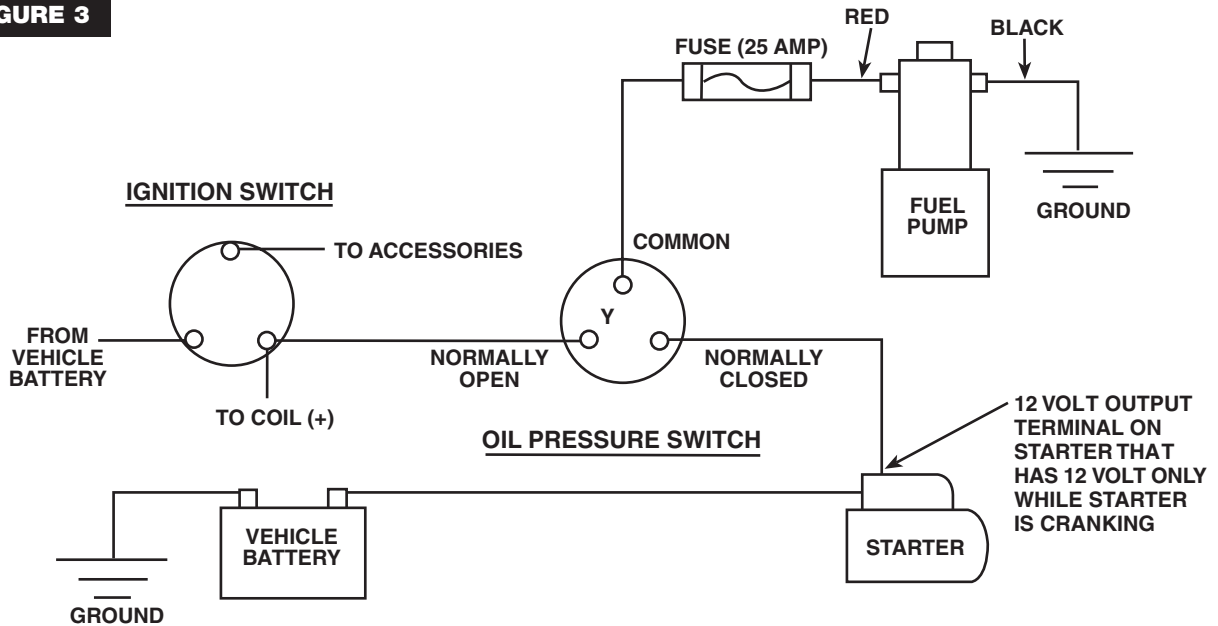 GURE 3
RED
BLACK
FUSE (25 AMP)
IGNITION SWITCH
FUEL
PUMP
GROUND
COMMON
TO ACCESSORIES
Y
FROM
VEHICLE
BATTERY
NORMALLY
OPEN
NORMALLY
CLOSED
TO COIL (+)
OIL PRESSURE SWITCH
12 VOLT OUTPUT
TERMINAL ON
STARTER THAT
HAS 12 VOLT ONLY
WHILE STARTER
IS CRANKING
VEHICLE
BATTERY
STARTER
GROUND